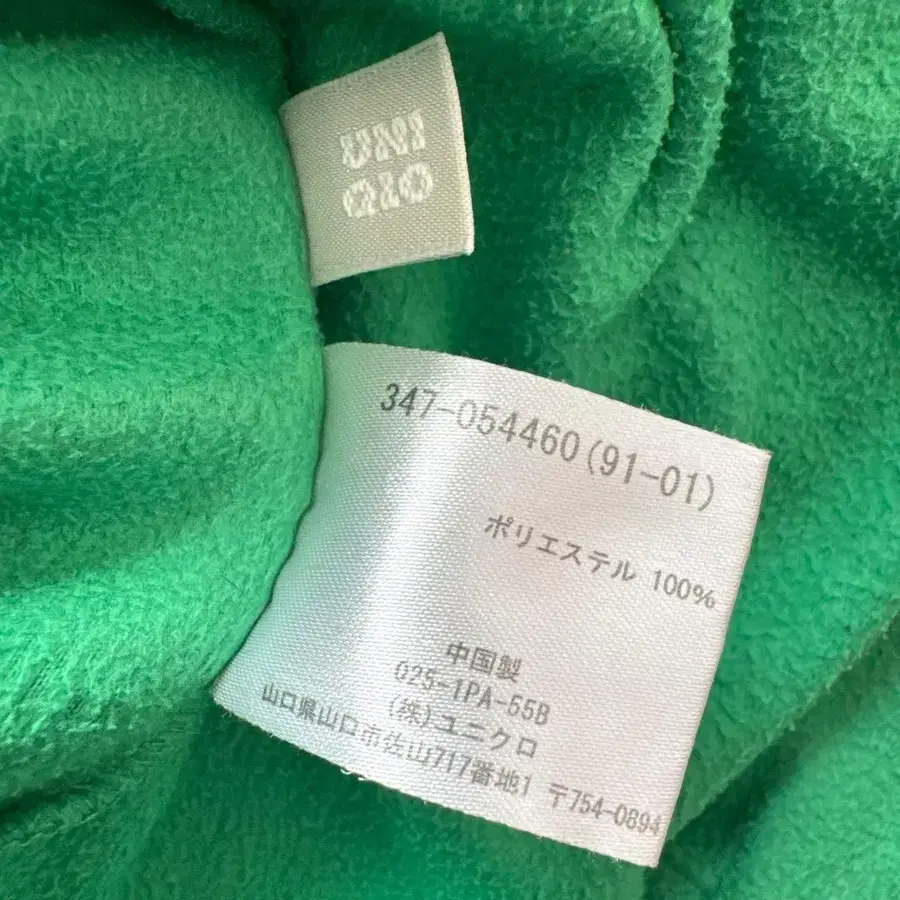 UNI
QLO
347-054460(91-01)
ポリエステル 100%
中国製
025-1PA-55B
(株)ユニクロ
山口県山口市佐山717番地1 〒754-0894